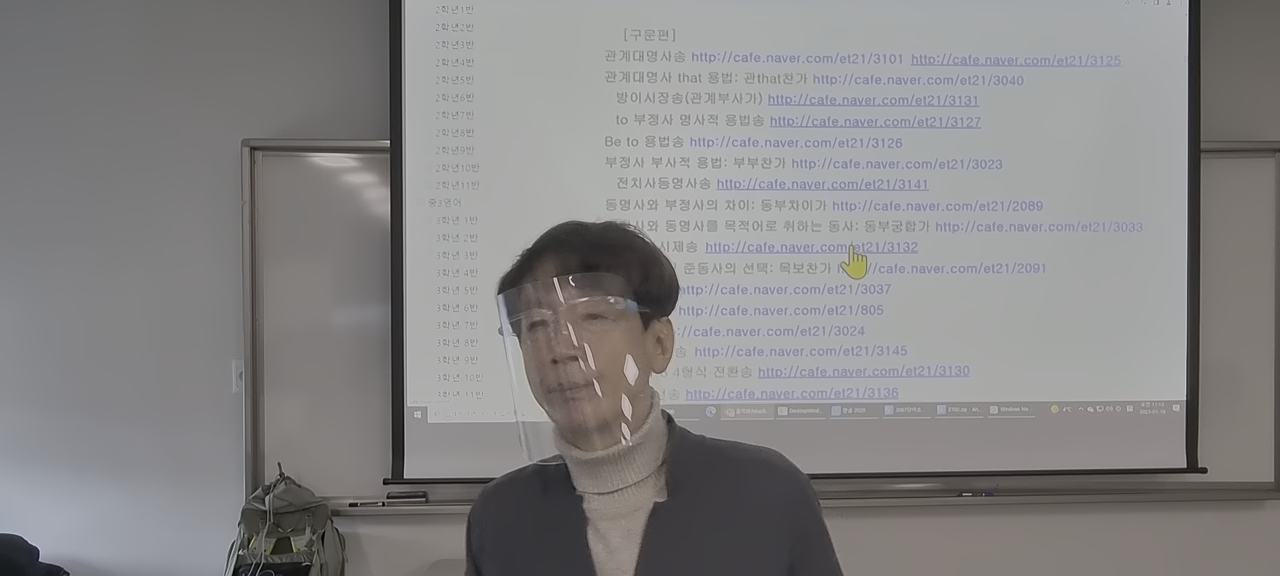 2학년1반
2학년2반
2학년3반
2학년4반
2학년5반
2학년6반
2학년7반
2학년8반
2학년9반
2학년10반
2학년11반
중3영어
3학년 1반
3학년 2반
3학년 3반
3학년 4반
3학년 5반
3학년 6반
3학년 7반
3학년 8반
3학년 9반
3학년 10반
3학년 11반
[구문편]
관계대명사송 http://cafe.naver.com/et21/3101 http://cafe.naver.com/et21/3125
관계대명사 that 용법: 관that찬가 http://cafe.naver.com/et21/3040
방이시장송(관계부사가) http://cafe.naver.com/et21/3131
to 부정사 명사적 용법송 http://cafe.naver.com/et21/3127
Be to 용법송 http://cafe.naver.com/et21/3126
부정사 부사적 용법: 부부찬가 http://cafe.naver.com/et21/3023
전치사동명사송 http://cafe.naver.com/et21/3141
동명사와 부정사의 차이: 동부차이가 http://cafe.naver.com/et21/2089
동명사를 목적어로 취하는 동사: 동부궁합가 http://cafe.naver.com/et21/3033
시제송 http://cafe.naver.com/et21/3132
준동사의 선택: 목보찬가 /cafe.naver.com/et21/2091
http://cafe.naver.com/et21/3037
http://cafe.naver.com/et21/805
://cafe.naver.com/et21/3024
송 http://cafe.naver.com/et21/3145
4형식 전환송 http://cafe.naver.com/et21/3130
http://cafe.naver.com/et21/3136